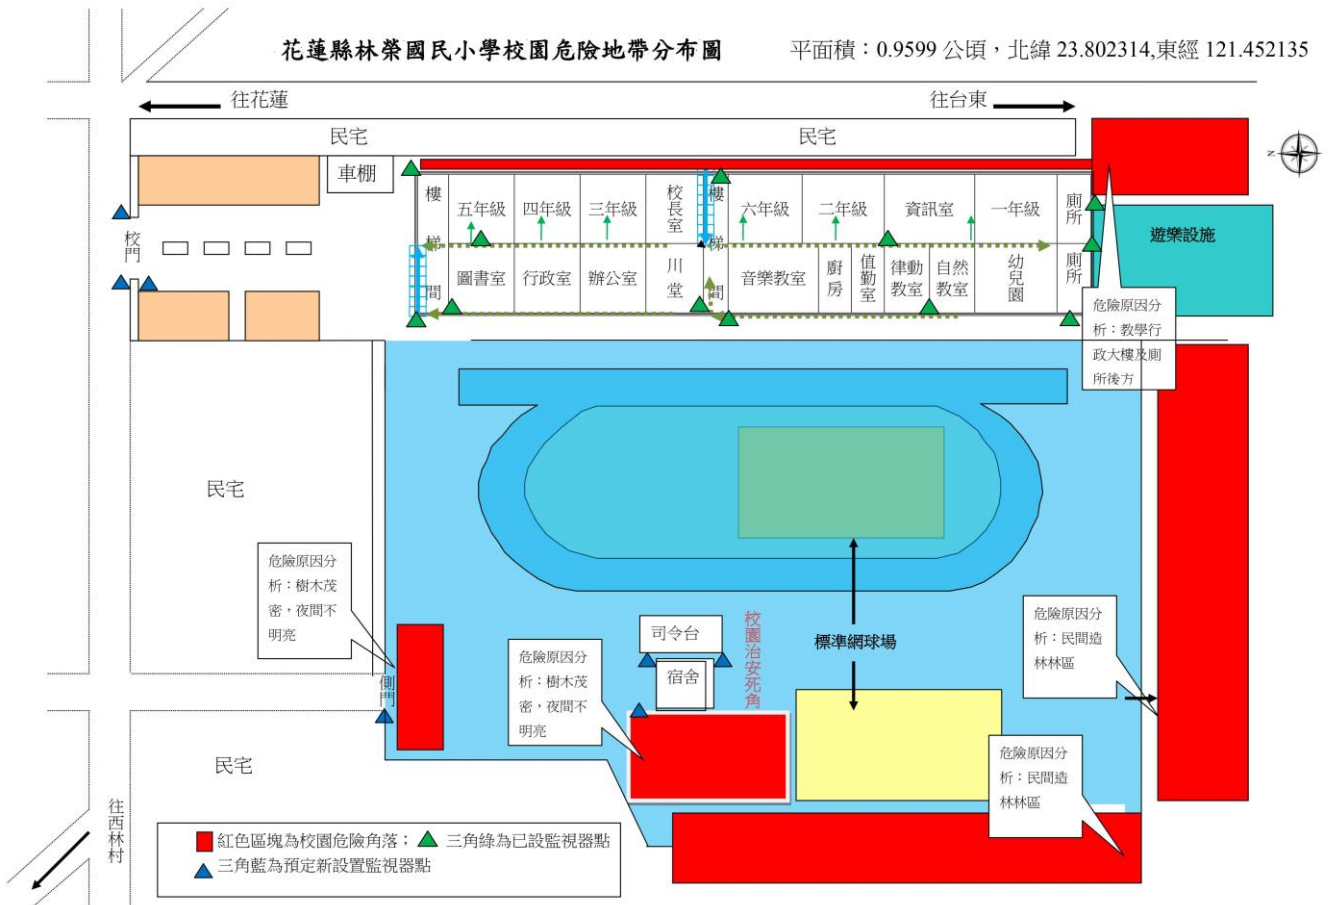 花蓮縣林榮國民小學校園危險地帶分布圖
平面積：0.9599 公頃，北緯 23.802314,東經 121.452135
往花蓮
往台東
民宅
民宅
N
車棚
校門
樓梯間
五年級
四年級
三年級
校長室
樓梯間
六年級
二年級
資訊室
一年級
廁所
遊樂設施
圖書室
行政室
辦公室
川堂
音樂教室
廚房
值勤室
律動教室
自然教室
幼兒園
廁所
危險原因分
析：教學行
政大樓及廁
所後方
民宅
危險原因分
析：樹木茂
密，夜間不
明亮
側門
危險原因分
析：樹木茂
密，夜間不
明亮
司令台
宿舍
校園治安死角
標準網球場
危險原因分
析：民間造
林林區
危險原因分
析：民間造
林林區
民宅
往西林村
紅色區塊為校園危險角落；三角綠為已設監視器點
三角藍為預定新設置監視器點